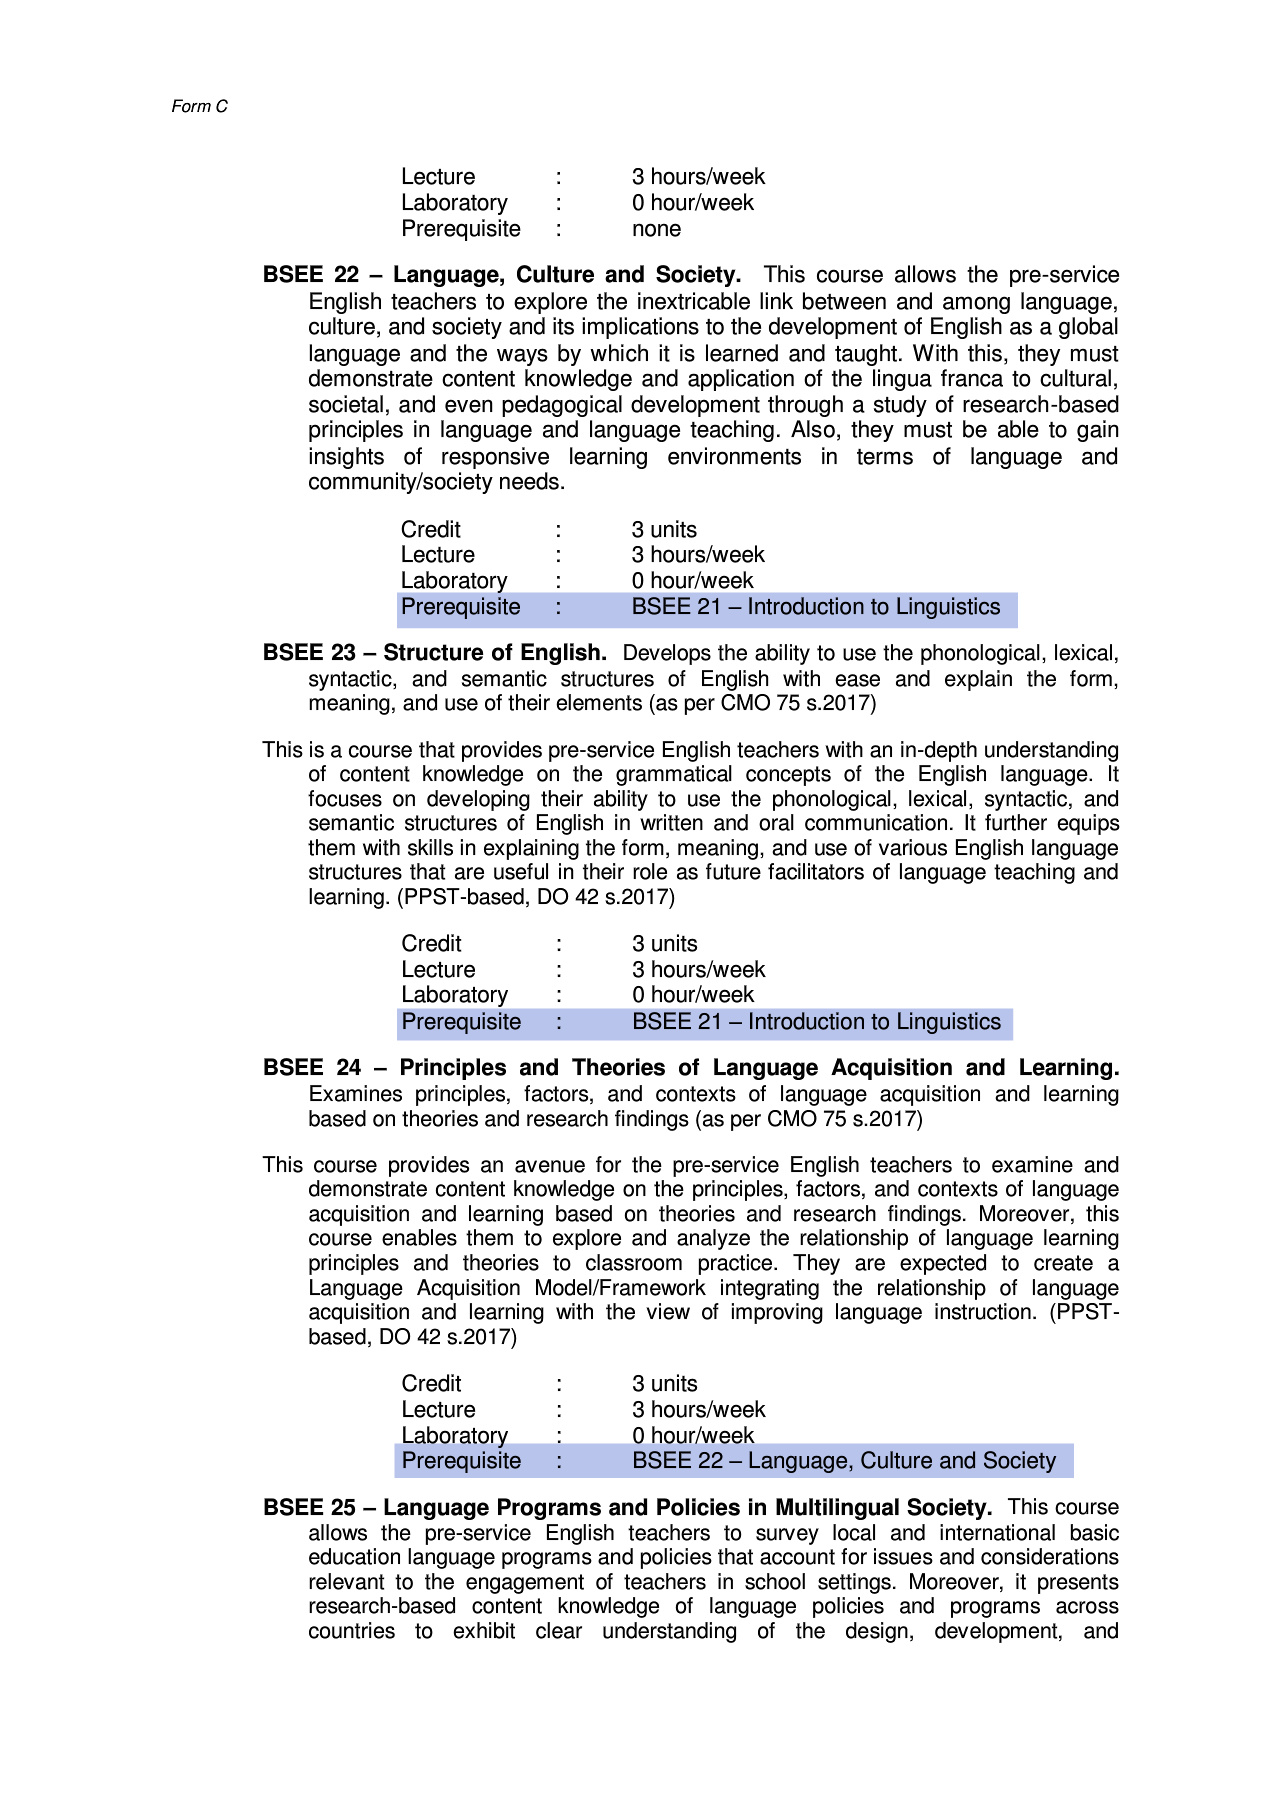 Form C
Lecture : 3 hours/week
Laboratory : 0 hour/week
Prerequisite : none
BSEE 22 – Language, Culture and Society. This course allows the pre-service
English teachers to explore the inextricable link between and among language,
culture, and society and its implications to the development of English as a global
language and the ways by which it is learned and taught. With this, they must
demonstrate content knowledge and application of the lingua franca to cultural,
societal, and even pedagogical development through a study of research-based
principles in language and language teaching. Also, they must be able to gain
insights of responsive learning environments in terms of language and
community/society needs.
Credit : 3 units
Lecture : 3 hours/week
Laboratory : 0 hour/week
Prerequisite : BSEE 21 – Introduction to Linguistics
BSEE 23 – Structure of English. Develops the ability to use the phonological, lexical,
syntactic, and semantic structures of English with ease and explain the form,
meaning, and use of their elements (as per CMO 75 s.2017)
This is a course that provides pre-service English teachers with an in-depth understanding
of content knowledge on the grammatical concepts of the English language. It
focuses on developing their ability to use the phonological, lexical, syntactic, and
semantic structures of English in written and oral communication. It further equips
them with skills in explaining the form, meaning, and use of various English language
structures that are useful in their role as future facilitators of language teaching and
learning. (PPST-based, DO 42 s.2017)
Credit : 3 units
Lecture : 3 hours/week
Laboratory : 0 hour/week
Prerequisite : BSEE 21 – Introduction to Linguistics
BSEE 24 – Principles and Theories of Language Acquisition and Learning.
Examines principles, factors, and contexts of language acquisition and learning
based on theories and research findings (as per CMO 75 s.2017)
This course provides an avenue for the pre-service English teachers to examine and
demonstrate content knowledge on the principles, factors, and contexts of language
acquisition and learning based on theories and research findings. Moreover, this
course enables them to explore and analyze the relationship of language learning
principles and theories to classroom practice. They are expected to create a
Language Acquisition Model/Framework integrating the relationship of language
acquisition and learning with the view of improving language instruction. (PPST-
based, DO 42 s.2017)
Credit : 3 units
Lecture : 3 hours/week
Laboratory : 0 hour/week
Prerequisite : BSEE 22 – Language, Culture and Society
BSEE 25 – Language Programs and Policies in Multilingual Society. This course
allows the pre-service English teachers to survey local and international basic
education language programs and policies that account for issues and considerations
relevant to the engagement of teachers in school settings. Moreover, it presents
research-based content knowledge of language policies and programs across
countries to exhibit clear understanding of the design, development, and